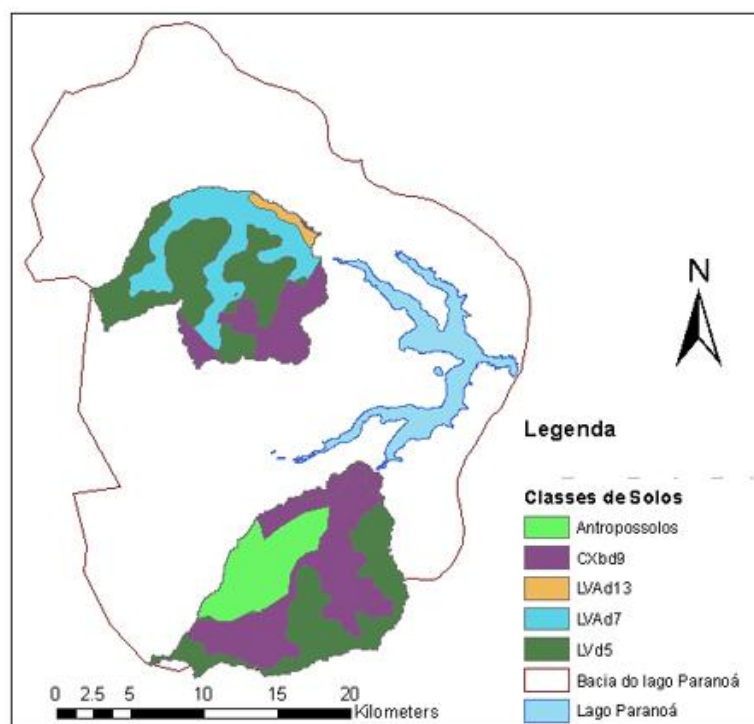 N
Legenda
Classes de Solos
Antropossolos
CXbd9
LVAd13
LVAd7
LVd5
Bacia do lago Paranoá
Lago Paranoá
0 2.5 5 10 15 20
Kilometers